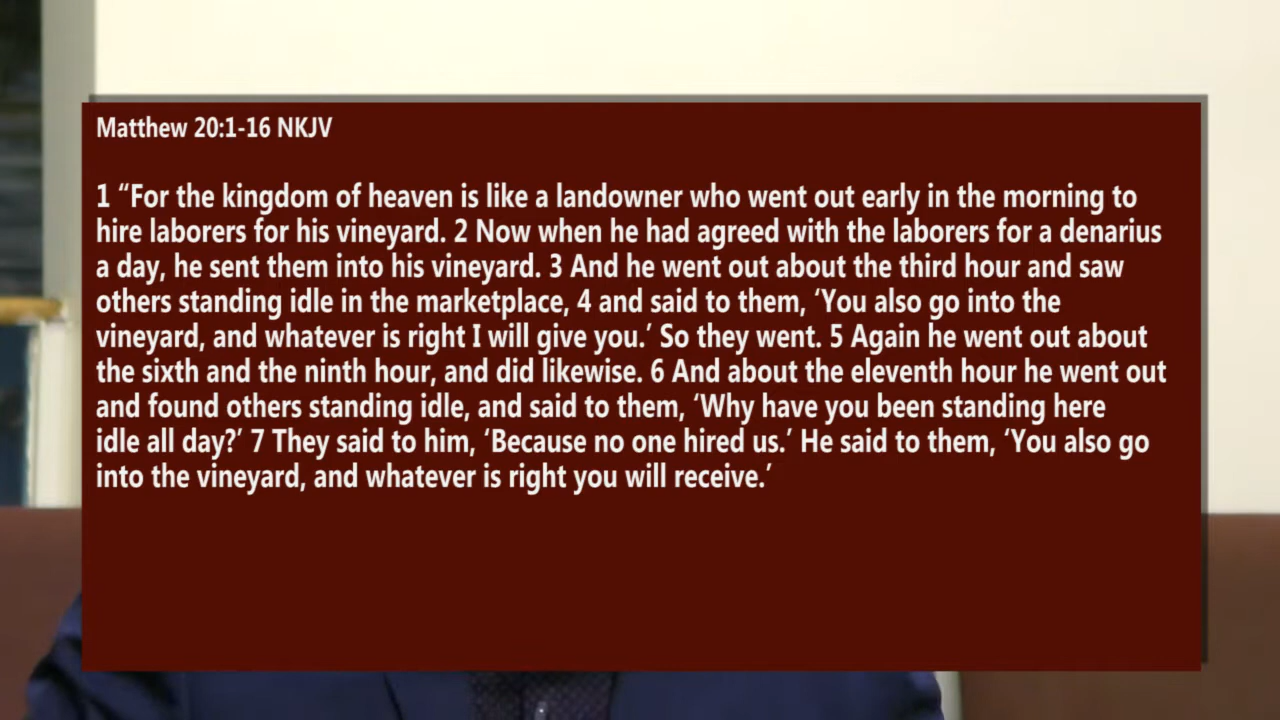 Matthew 20:1-16 NKJV
1 “For the kingdom of heaven is like a landowner who went out early in the morning to
hire laborers for his vineyard. 2 Now when he had agreed with the laborers for a denarius
a day, he sent them into his vineyard. 3 And he went out about the third hour and saw
others standing idle in the marketplace, 4 and said to them, ‘You also go into the
vineyard, and whatever is right I will give you.’ So they went. 5 Again he went out about
the sixth and the ninth hour, and did likewise. 6 And about the eleventh hour he went out
and found others standing idle, and said to them, ‘Why have you been standing here
idle all day?’ 7 They said to him, ‘Because no one hired us.’ He said to them, ‘You also go
into the vineyard, and whatever is right you will receive.’